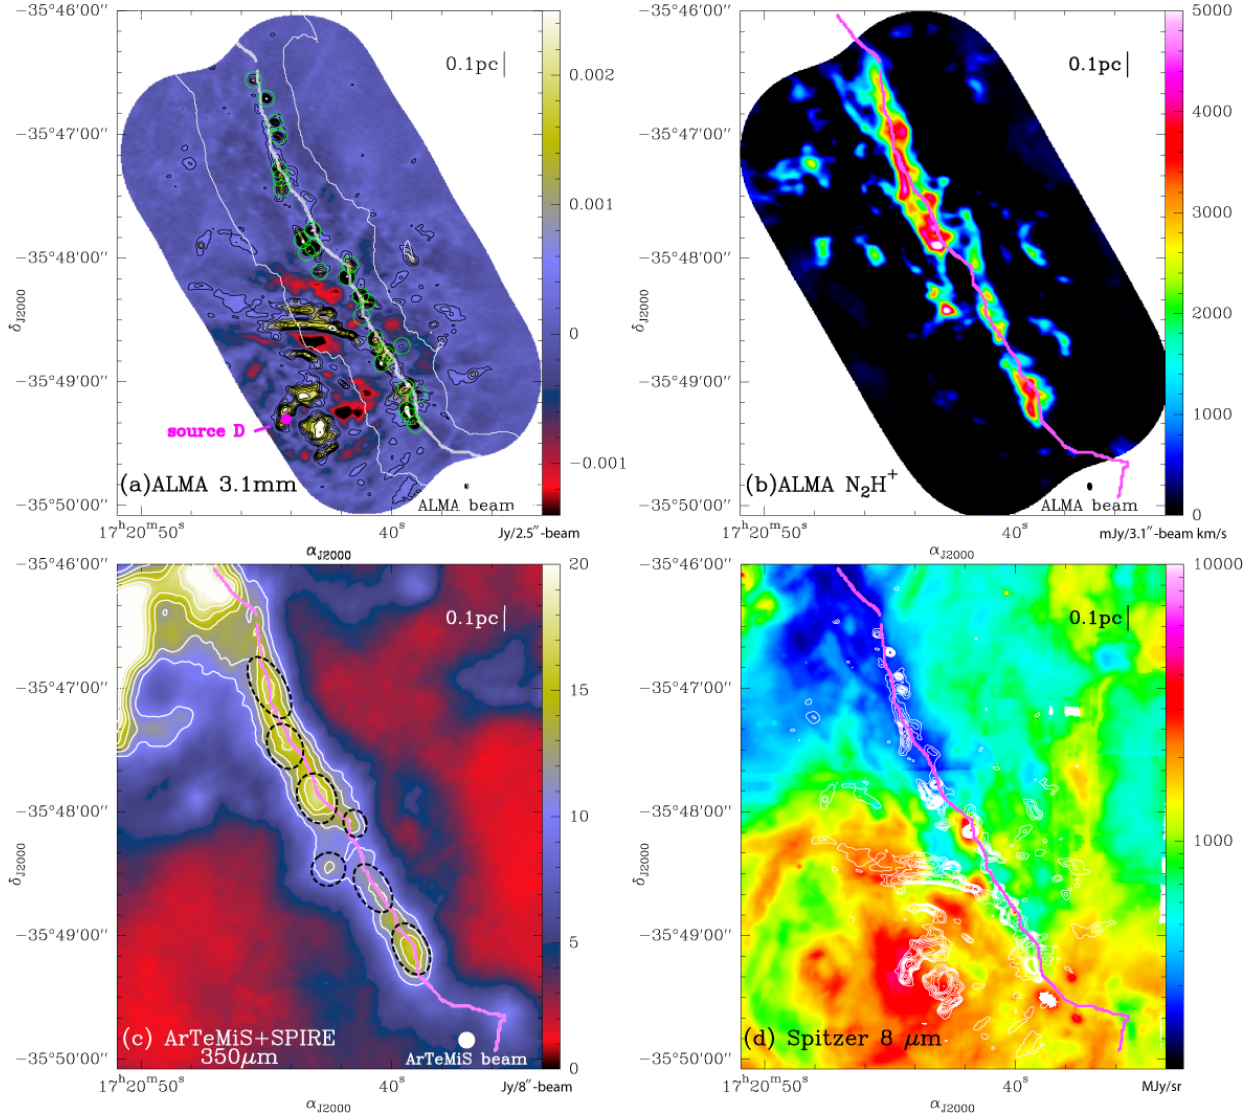 −35°46′00″
−35°47′00″
−35°48′00″
−35°49′00″
−35°50′00″
δJ2000
0.1pc
source D
(a)ALMA 3.1mm
ALMA beam
17ʰ20ᵐ50ˢ
40ˢ
αJ2000
Jy/2.5″-beam
0.002
0.001
0
−0.001
−35°46′00″
−35°47′00″
−35°48′00″
−35°49′00″
−35°50′00″
δJ2000
0.1pc
(b)ALMA N₂H⁺
ALMA beam
17ʰ20ᵐ50ˢ
40ˢ
αJ2000
mJy/3.1″-beam km/s
5000
4000
3000
2000
1000
0
−35°46′00″
−35°47′00″
−35°48′00″
−35°49′00″
−35°50′00″
δJ2000
0.1pc
(c) ArTeMiS+SPIRE
350μm
ArTeMiS beam
17ʰ20ᵐ50ˢ
40ˢ
αJ2000
Jy/8″-beam
20
15
10
5
0
−35°46′00″
−35°47′00″
−35°48′00″
−35°49′00″
−35°50′00″
δJ2000
0.1pc
(d) Spitzer 8 μm
17ʰ20ᵐ50ˢ
40ˢ
αJ2000
MJy/sr
10000
1000